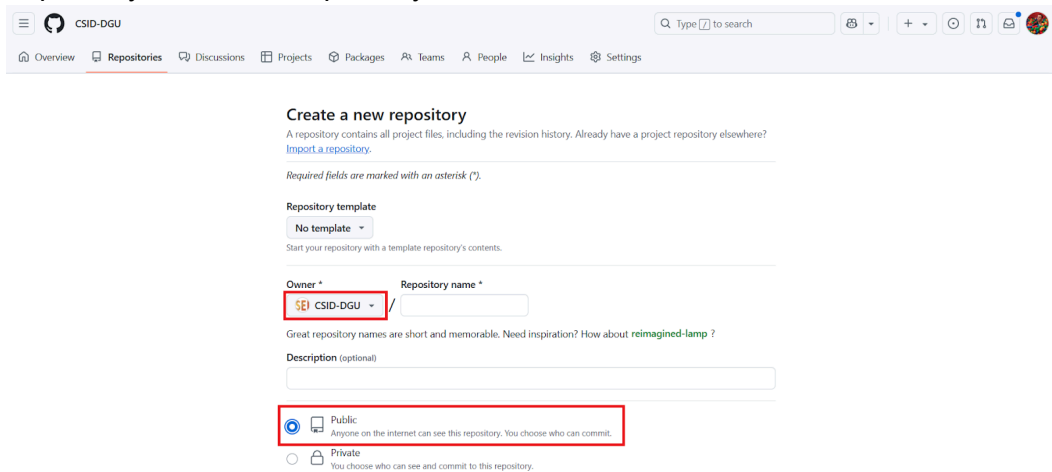 CSID-DGU
Type / to search
Overview Repositories Discussions Projects Packages Teams People Insights Settings
Create a new repository
A repository contains all project files, including the revision history. Already have a project repository elsewhere?
Import a repository.
Required fields are marked with an asterisk (*).
Repository template
No template
Start your repository with a template repository's contents.
Owner * Repository name *
CSID-DGU /
Great repository names are short and memorable. Need inspiration? How about reimagined-lamp ?
Description (optional)
Public
Anyone on the internet can see this repository. You choose who can commit.
Private
You choose who can see and commit to this repository.